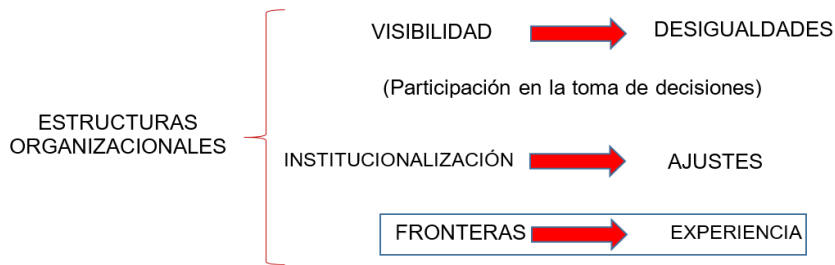 VISIBILIDAD DESIGUALDADES
(Participación en la toma de decisiones)
ESTRUCTURAS
ORGANIZACIONALES
INSTITUCIONALIZACIÓN AJUSTES
FRONTERAS EXPERIENCIA